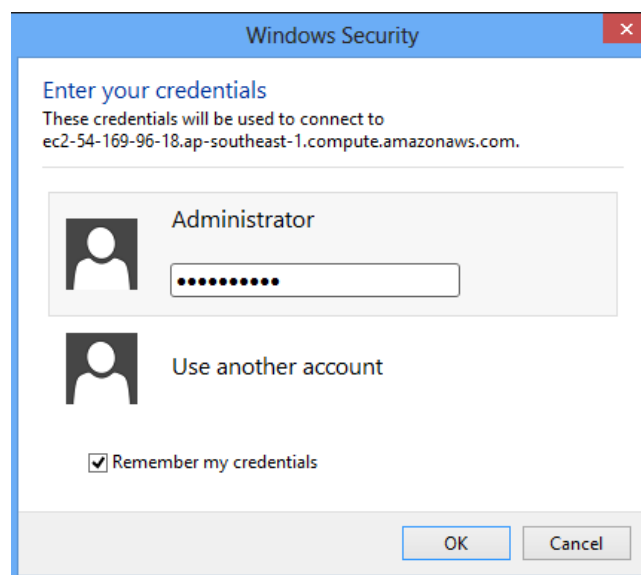 Windows Security
Enter your credentials
These credentials will be used to connect to
ec2-54-169-96-18.ap-southeast-1.compute.amazonaws.com.
Administrator
••••••••••
Use another account
Remember my credentials
OK
Cancel